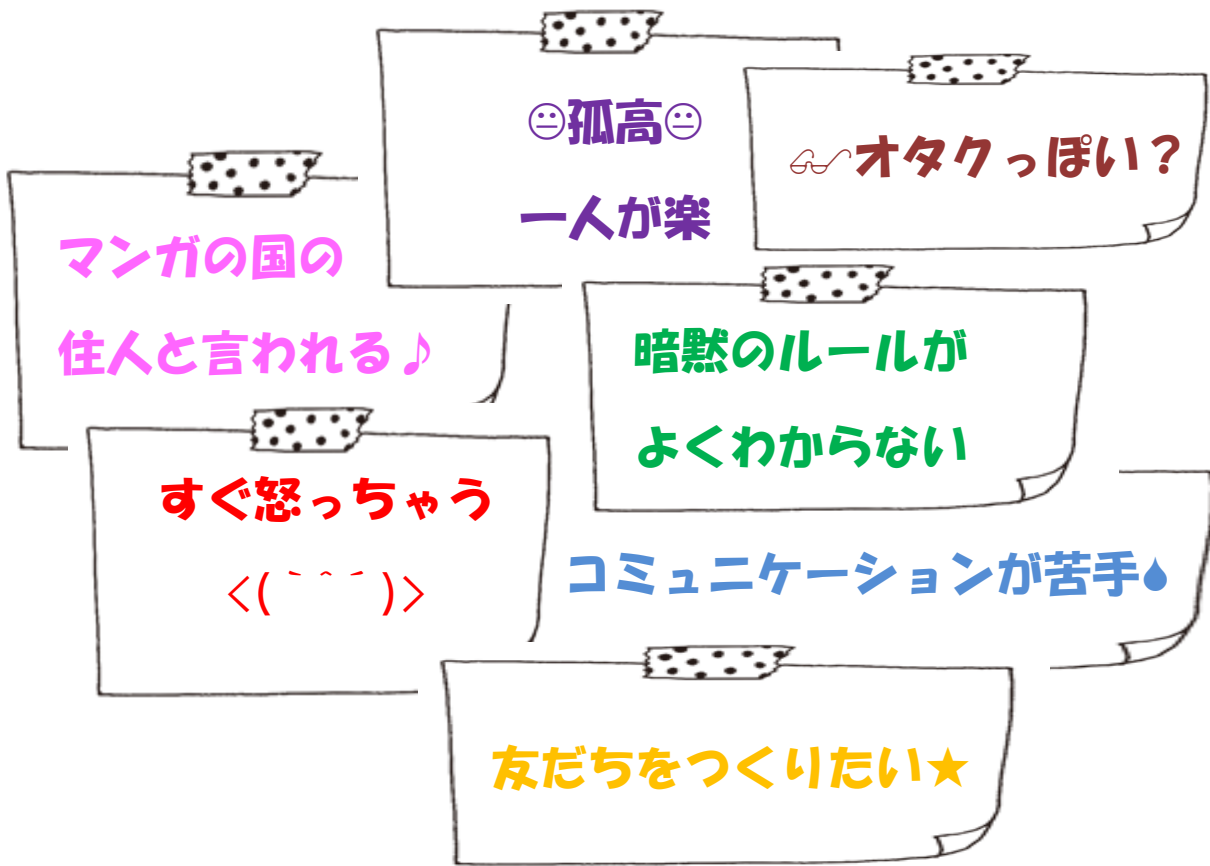 😐孤高😐
一人が楽
👓オタクっぽい？
マンガの国の
住人と言われる♪
暗黙のルールが
よくわからない
すぐ怒っちゃう
<(｀^´)>
コミュニケーションが苦手💧
友だちをつくりたい★